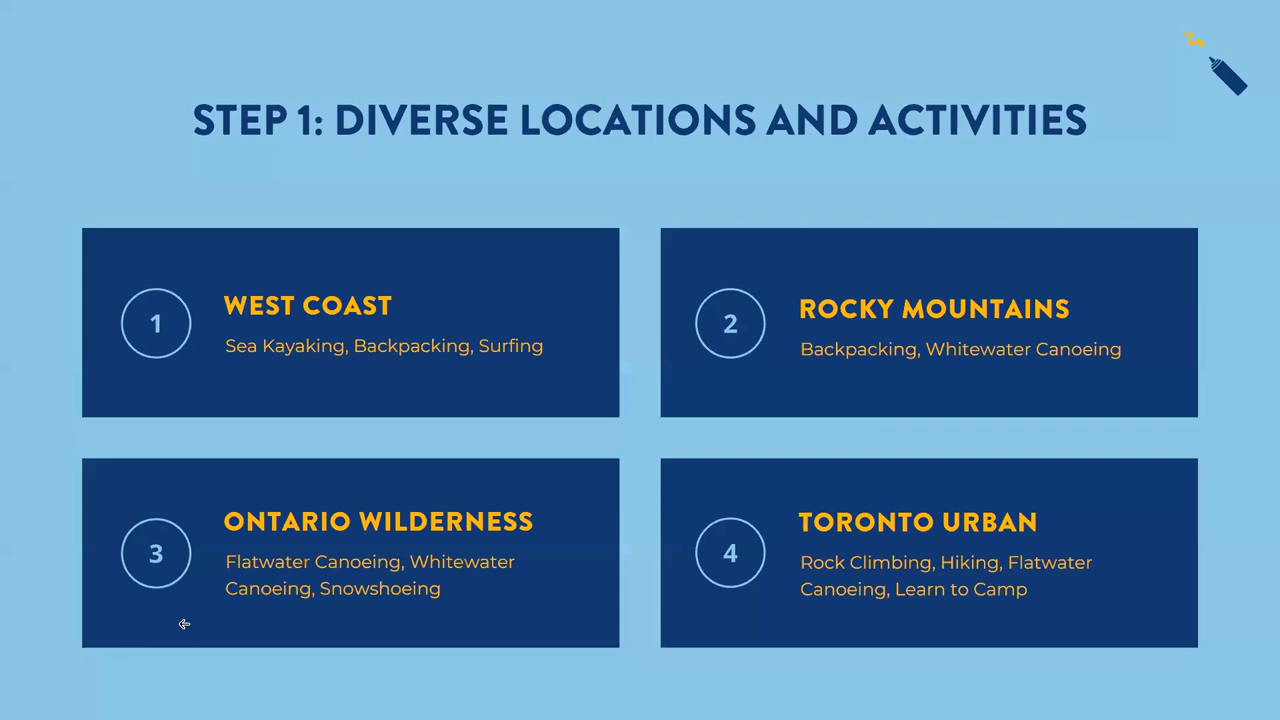 STEP 1: DIVERSE LOCATIONS AND ACTIVITIES
1
WEST COAST
Sea Kayaking, Backpacking, Surfing
2
ROCKY MOUNTAINS
Backpacking, Whitewater Canoeing
3
ONTARIO WILDERNESS
Flatwater Canoeing, Whitewater
Canoeing, Snowshoeing
4
TORONTO URBAN
Rock Climbing, Hiking, Flatwater
Canoeing, Learn to Camp